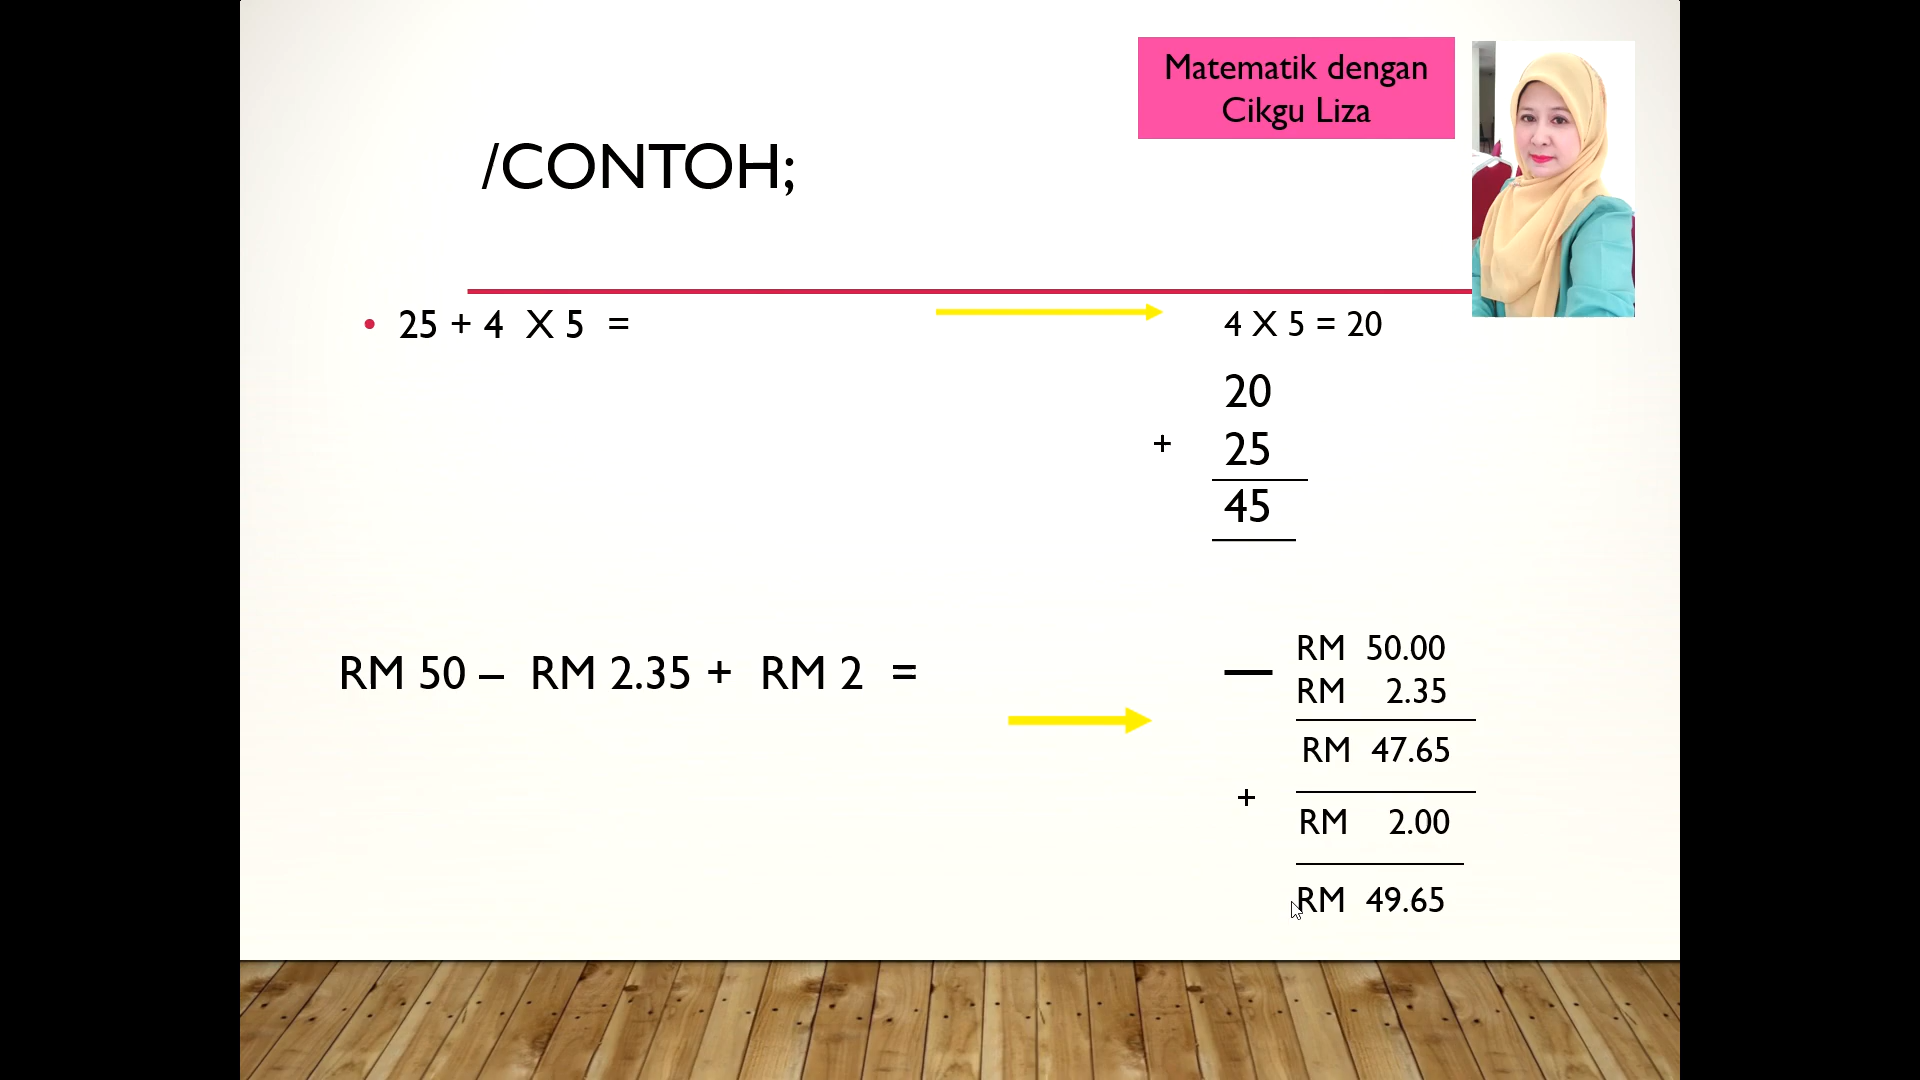 Matematik dengan
Cikgu Liza
/CONTOH;
• 25 + 4 X 5 =
4 X 5 = 20
20
+ 25
45
RM 50 – RM 2.35 + RM 2 =
RM 50.00
— RM 2.35
RM 47.65
+
RM 2.00
RM 49.65